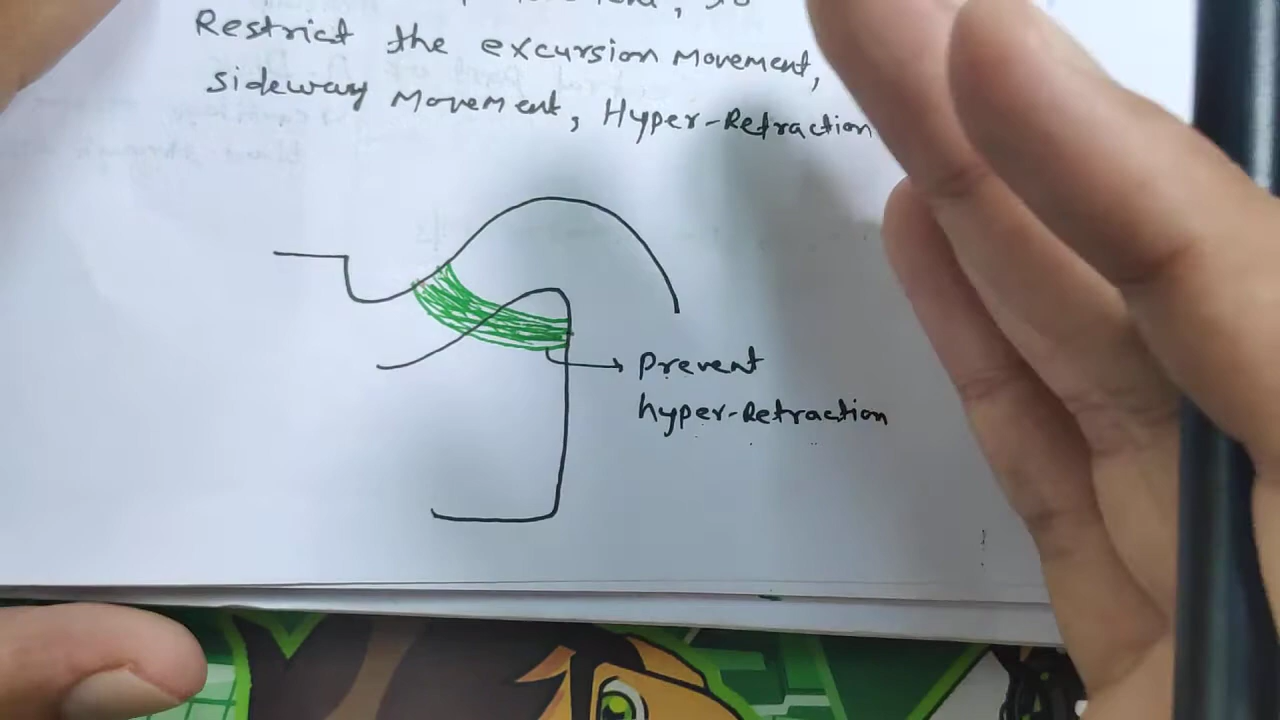 Restrict the excursion Movement,
sideway Movement, Hyper-Retraction
Prevent
hyper-Retraction